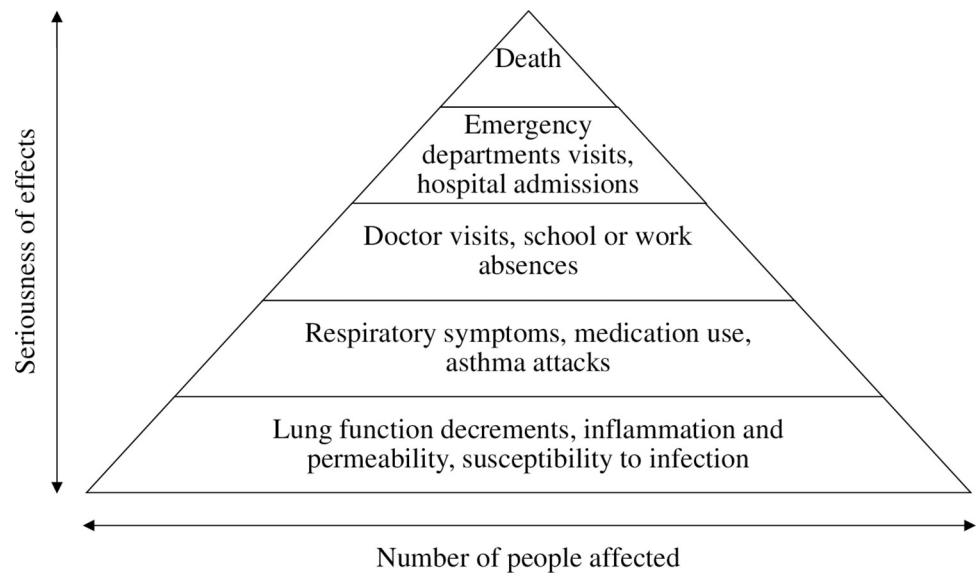 Death
Emergency
departments visits,
hospital admissions
Doctor visits, school or work
absences
Respiratory symptoms, medication use,
asthma attacks
Lung function decrements, inflammation and
permeability, susceptibility to infection
Seriousness of effects
Number of people affected